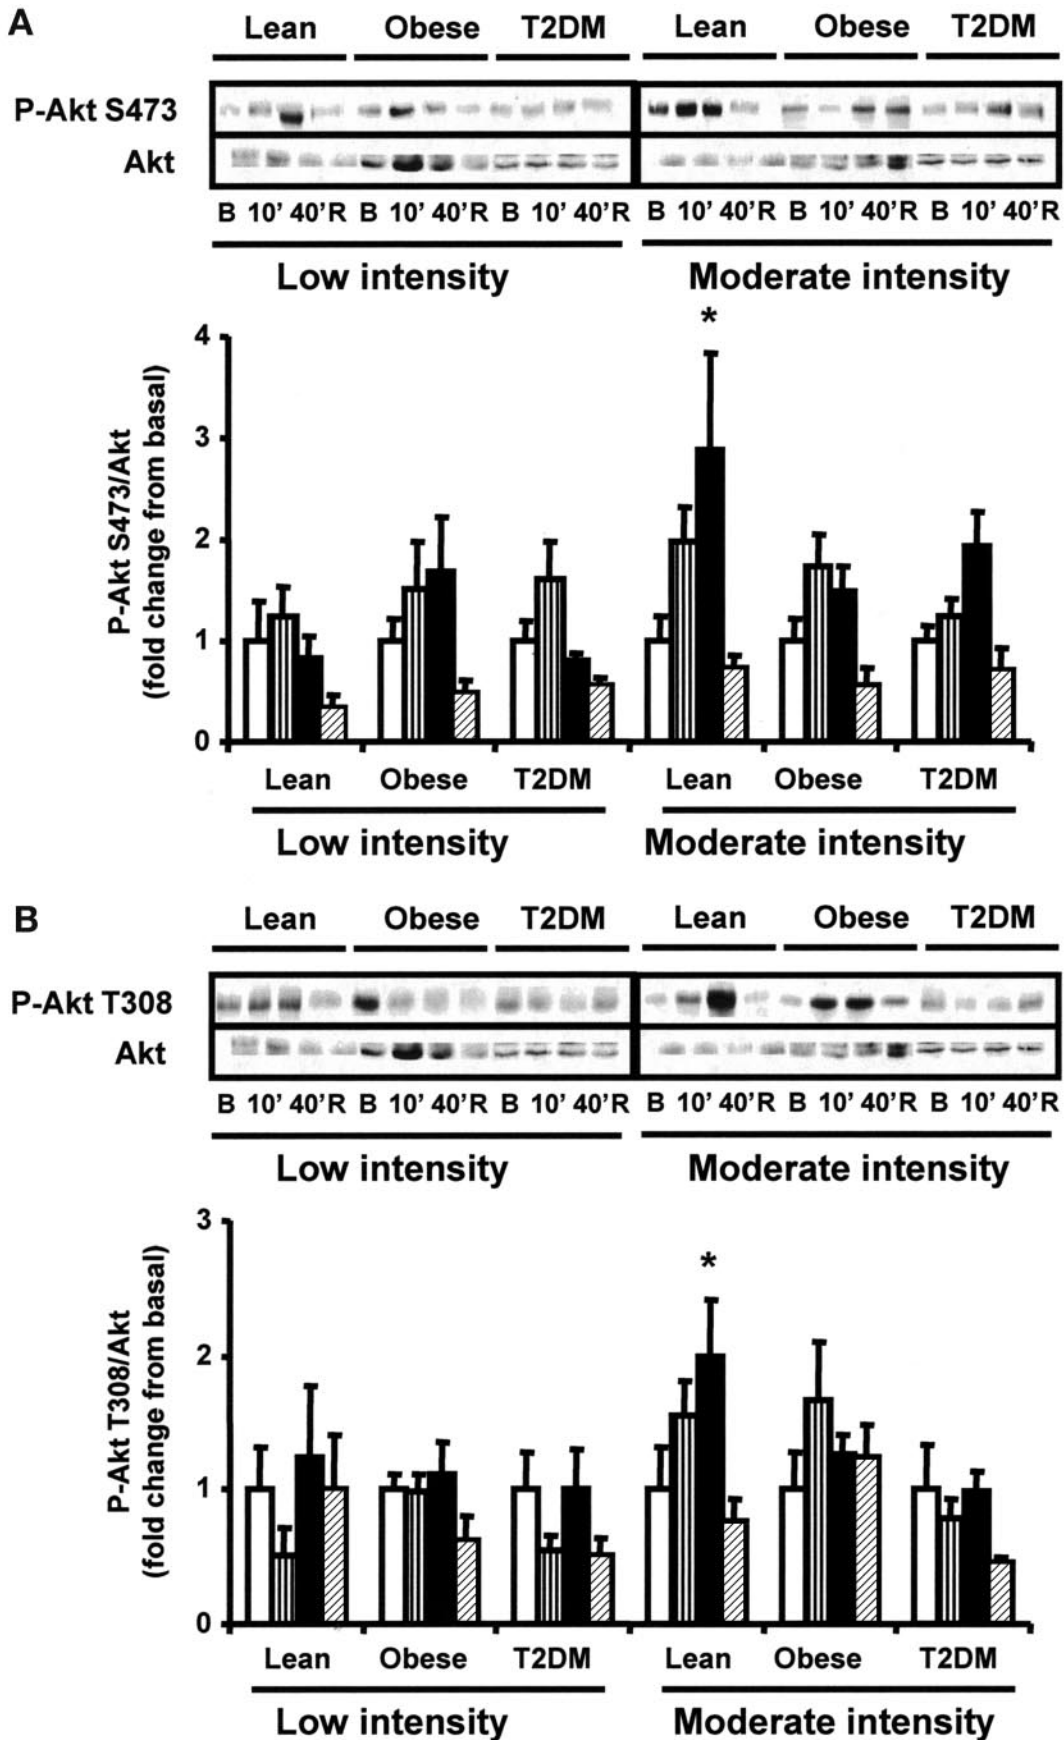 A
Lean Obese T2DM Lean Obese T2DM
P-Akt S473
Akt
B 10' 40'R B 10' 40'R B 10' 40'R B 10' 40'R B 10' 40'R B 10' 40'R
Low intensity Moderate intensity
*
4
3
2
1
0
P-Akt S473/Akt
(fold change from basal)
Lean Obese T2DM Lean Obese T2DM
Low intensity Moderate intensity
B
Lean Obese T2DM Lean Obese T2DM
P-Akt T308
Akt
B 10' 40'R B 10' 40'R B 10' 40'R B 10' 40'R B 10' 40'R B 10' 40'R
Low intensity Moderate intensity
*
3
2
1
0
P-Akt T308/Akt
(fold change from basal)
Lean Obese T2DM Lean Obese T2DM
Low intensity Moderate intensity